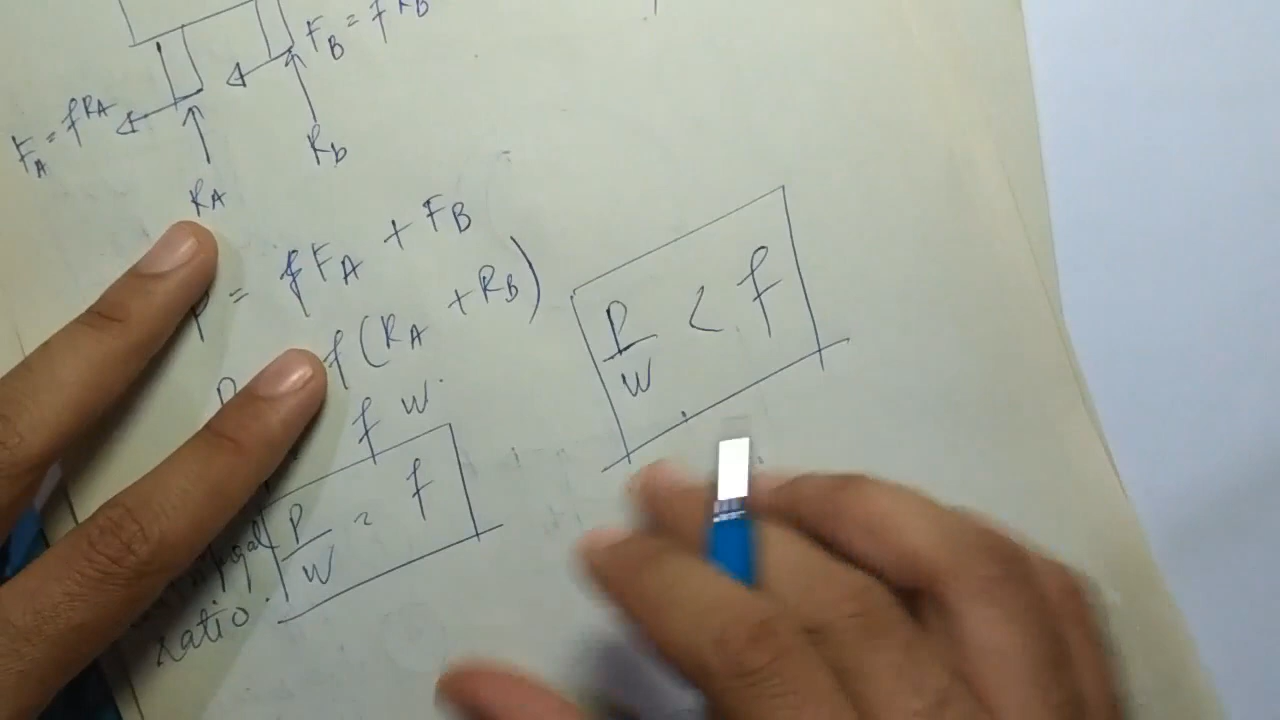 F_B = f R_B
F_A = f R_A
R_B
R_A
P = f F_A + F_B
f (R_A + R_B)
f W
P/W = f
ratio.
P/W < f